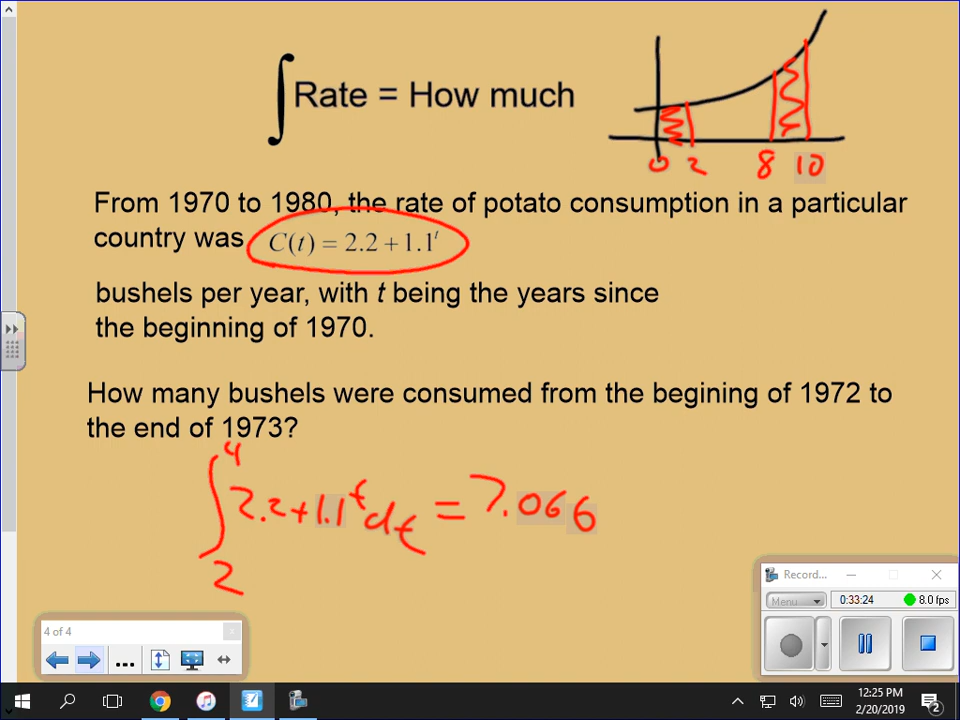 ∫Rate = How much
0 2 8 10
From 1970 to 1980, the rate of potato consumption in a particular
country was C(t) = 2.2 + 1.1^t
bushels per year, with t being the years since
the beginning of 1970.
How many bushels were consumed from the begining of 1972 to
the end of 1973?
4
∫2.2+1.1^t dt = 7.066
2
Record...
Menu
0:33:24
8.0 fps
4 of 4
12:25 PM
2/20/2019
2